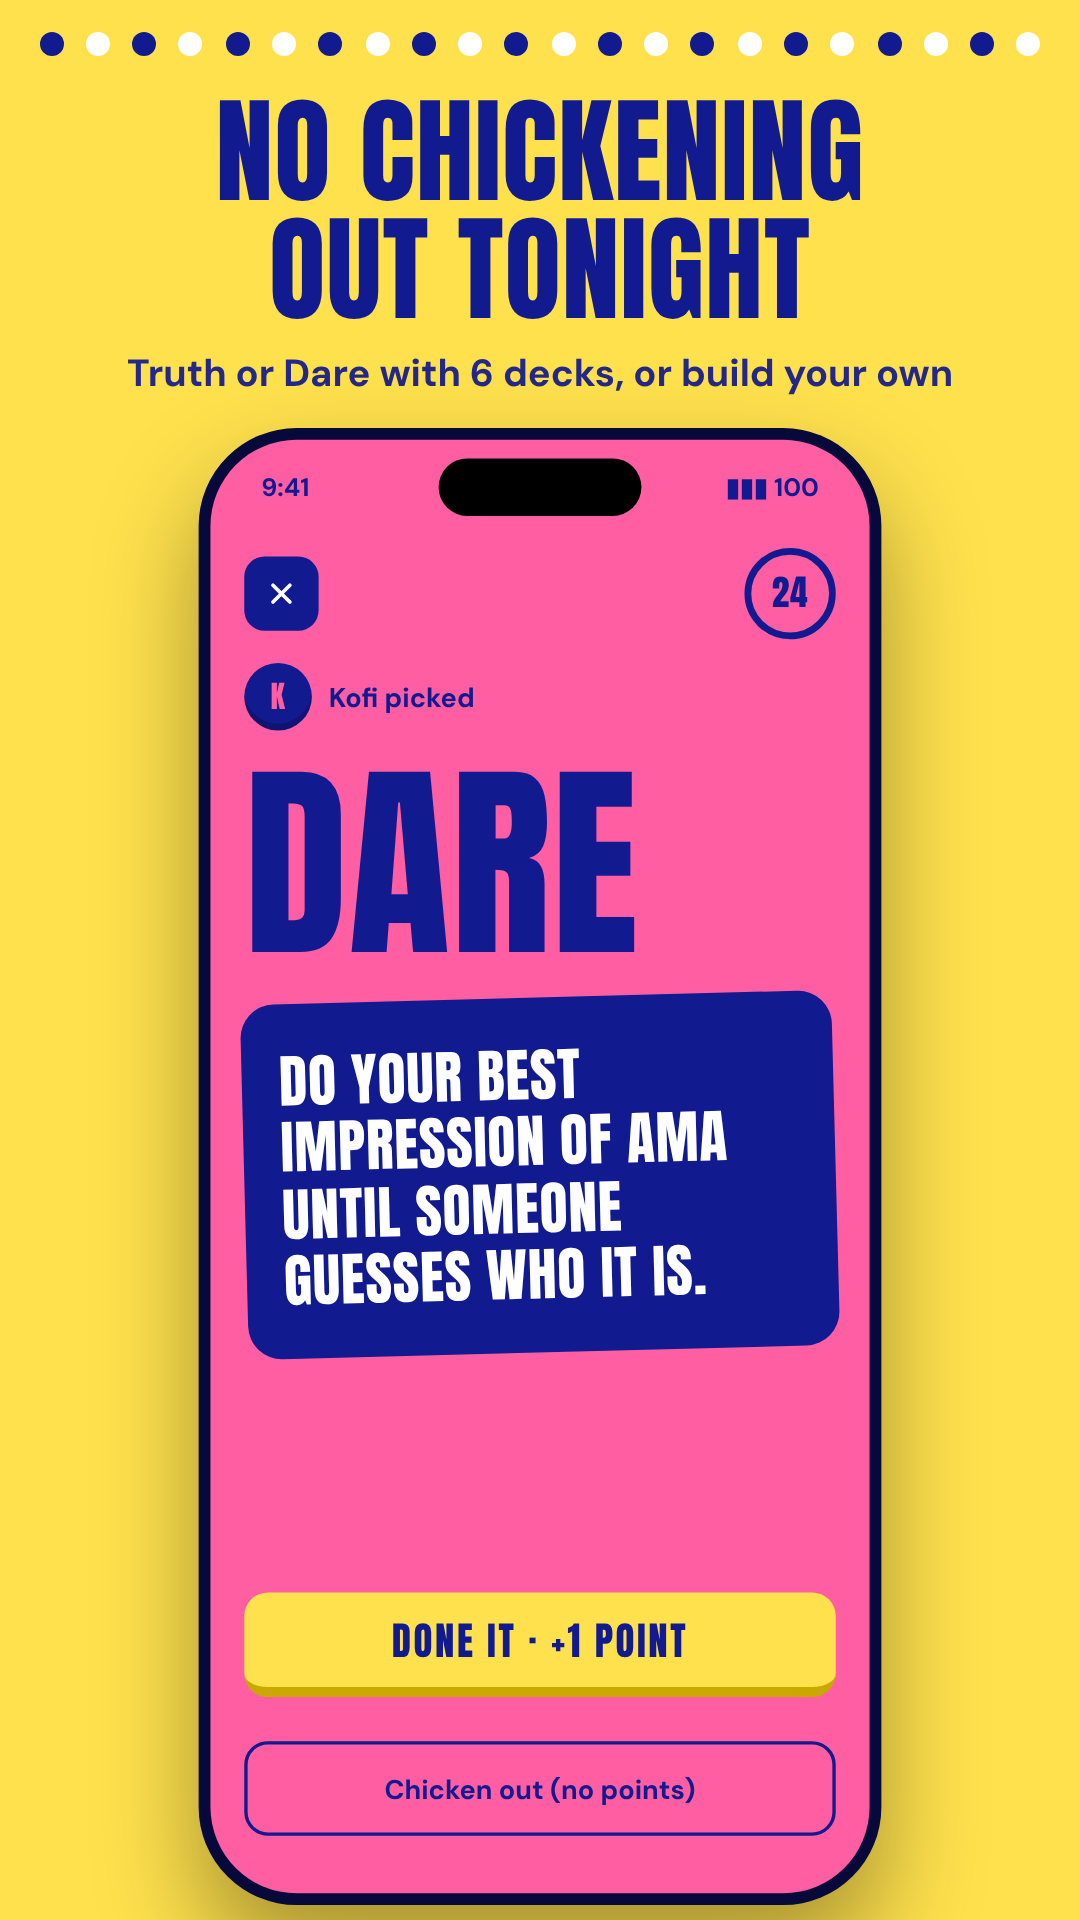 NO CHICKENING
OUT TONIGHT
Truth or Dare with 6 decks, or build your own
9:41
100
24
K
Kofi picked
DARE
DO YOUR BEST
IMPRESSION OF AMA
UNTIL SOMEONE
GUESSES WHO IT IS.
DONE IT · +1 POINT
Chicken out (no points)